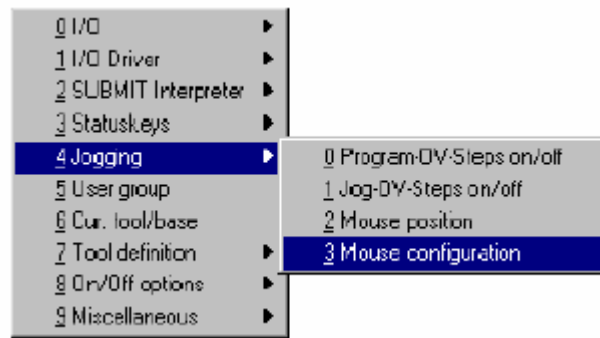 0 I/O
1 I/O Driver
2 SUBMIT Interpreter
3 Statuskeys
4 Jogging
5 User group
6 Cur. tool/base
7 Tool definition
8 On/Off options
9 Miscellaneous
0 Program-OV-Steps on/off
1 Jog-OV-Steps on/off
2 Mouse position
3 Mouse configuration